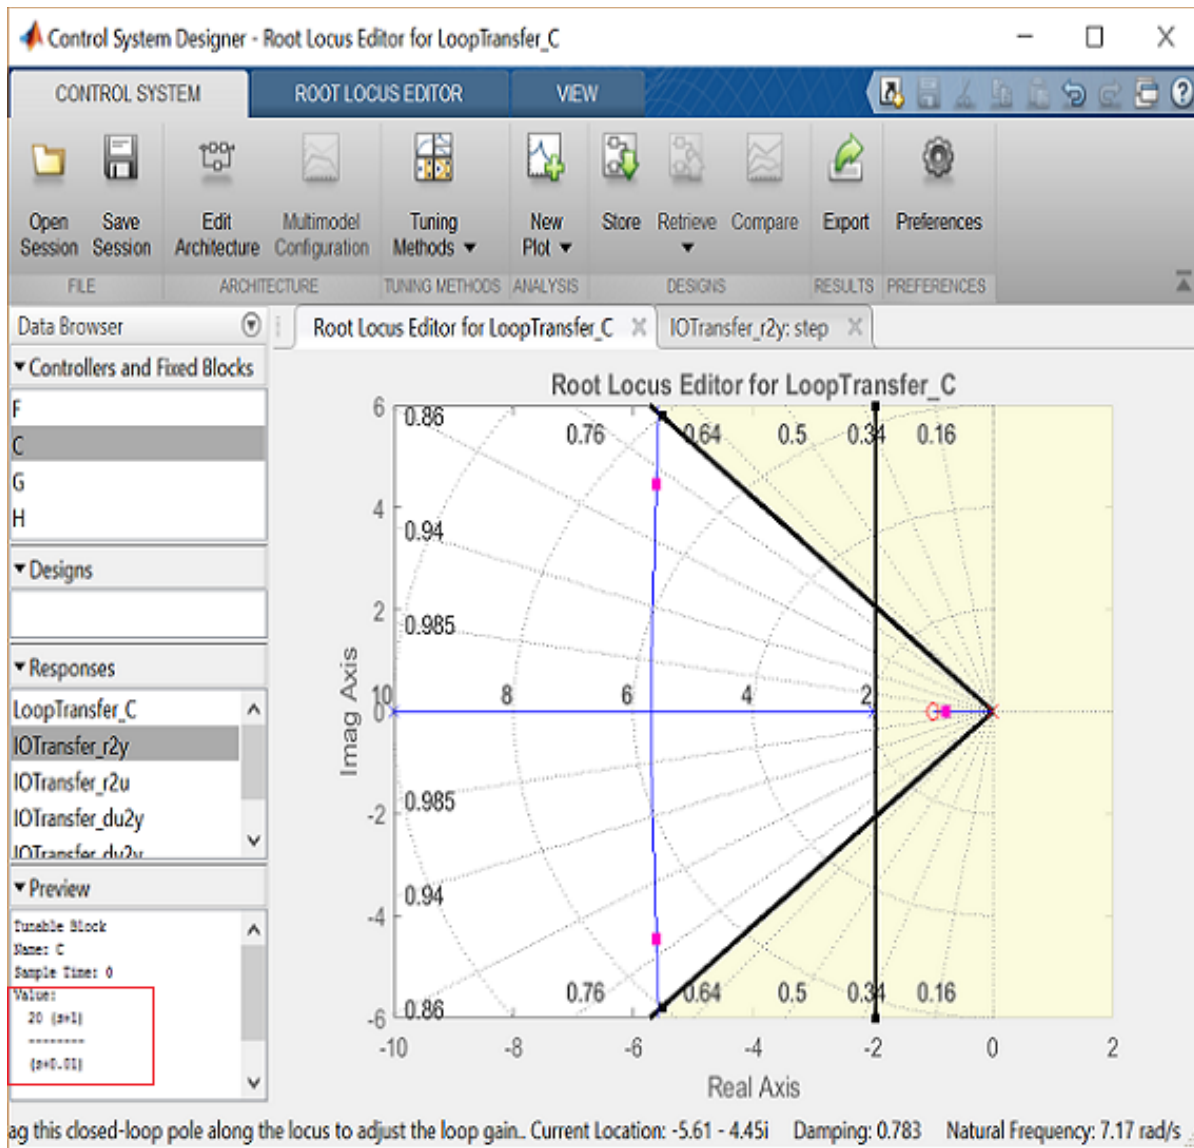 Control System Designer - Root Locus Editor for LoopTransfer_C
CONTROL SYSTEM ROOT LOCUS EDITOR VIEW
Open Session
Save Session
Edit Architecture
Multimodel Configuration
Tuning Methods
New Plot
Store
Retrieve
Compare
Export
Preferences
FILE ARCHITECTURE TUNING METHODS ANALYSIS DESIGNS RESULTS PREFERENCES
Data Browser
Controllers and Fixed Blocks
F
C
G
H
Designs
Responses
LoopTransfer_C
IOTransfer_r2y
IOTransfer_r2u
IOTransfer_du2y
IOTransfer_dy2y
Preview
Tunable Block
Name: C
Sample Time: 0
Value:
20 (s+1)
--------
(s+0.01)
Root Locus Editor for LoopTransfer_C IOTransfer_r2y: step
Root Locus Editor for LoopTransfer_C
6 0.86 0.76 0.64 0.5 0.34 0.16
4 0.94
2 0.985
10 8 6 4 2
0
0.985
-2
0.94
-4
0.86 0.76 0.64 0.5 0.34 0.16
-6
-10 -8 -6 -4 -2 0 2
Imag Axis
Real Axis
ag this closed-loop pole along the locus to adjust the loop gain.. Current Location: -5.61 - 4.45i Damping: 0.783 Natural Frequency: 7.17 rad/s